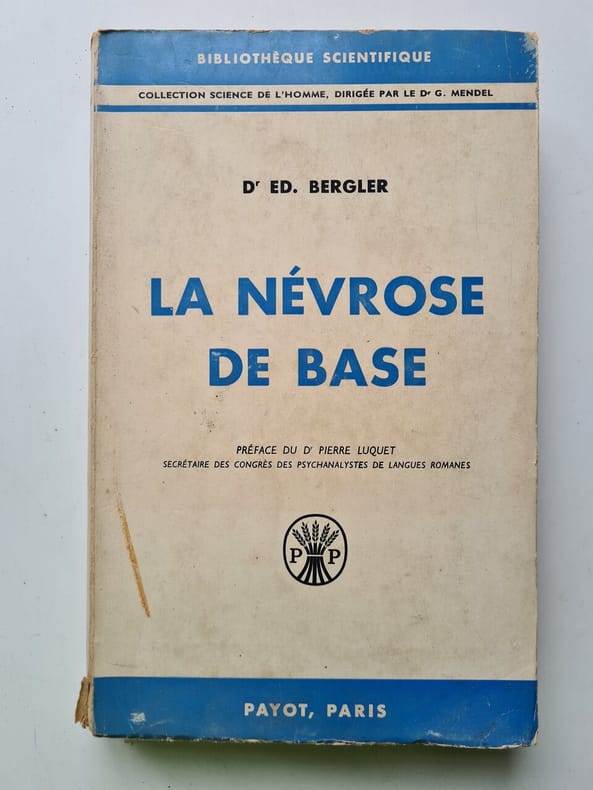 BIBLIOTHÈQUE SCIENTIFIQUE
COLLECTION SCIENCE DE L'HOMME, DIRIGÉE PAR LE Dr G. MENDEL
Dr ED. BERGLER
LA NÉVROSE
DE BASE
PRÉFACE DU Dr PIERRE LUQUET
SECRÉTAIRE DES CONGRÈS DES PSYCHANALYSTES DE LANGUES ROMANES
P P
PAYOT, PARIS